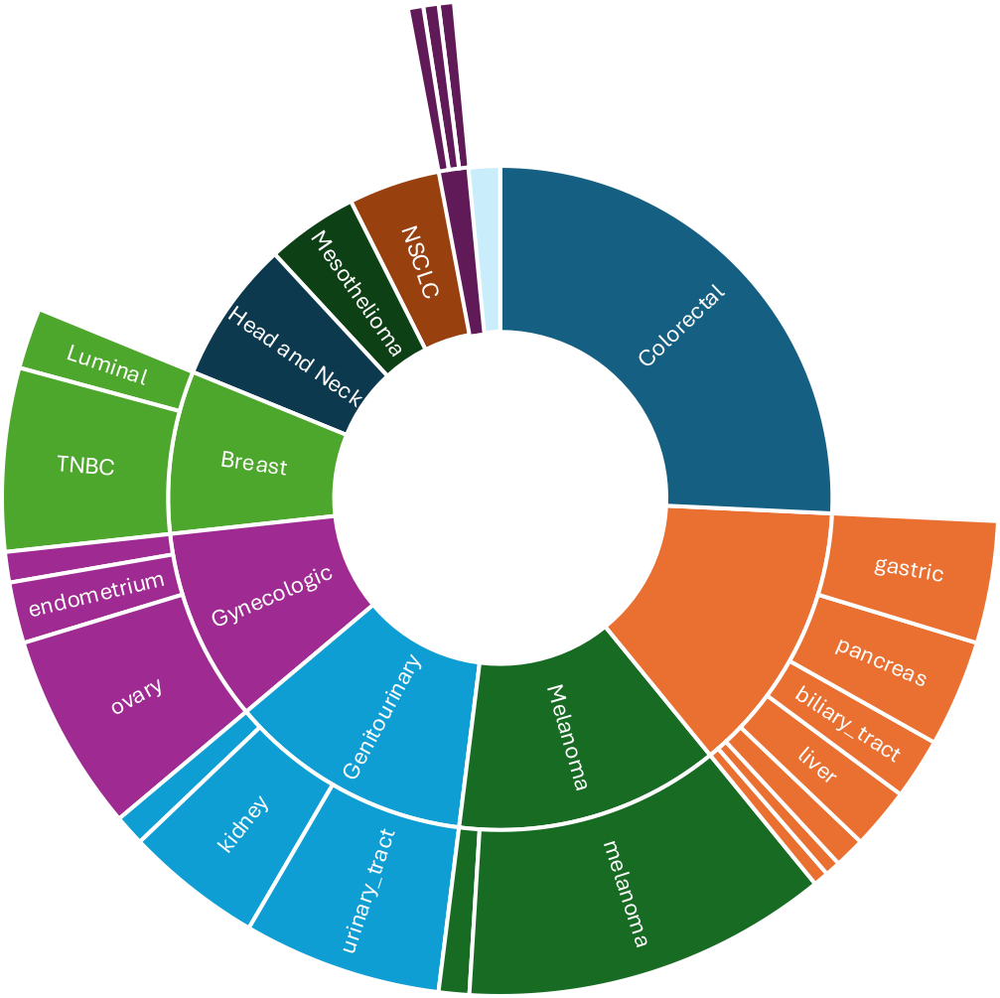 Colorectal
gastric
pancreas
biliary_tract
liver
Melanoma
melanoma
Genitourinary
urinary_tract
kidney
Gynecologic
ovary
endometrium
Breast
TNBC
Luminal
Head and Neck
Mesothelioma
NSCLC